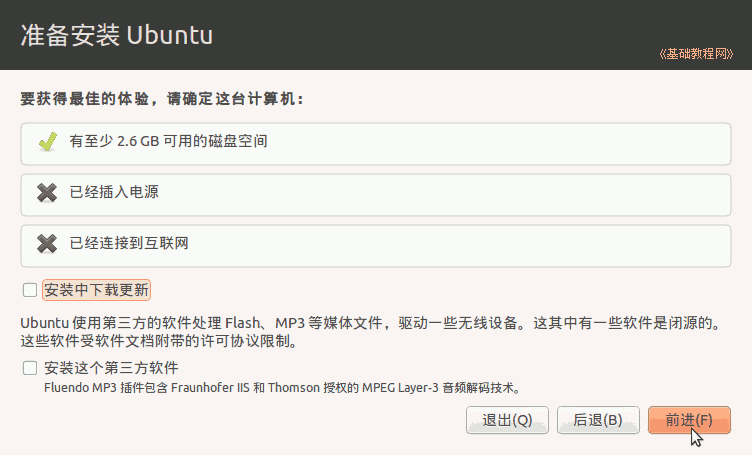 准备安装 Ubuntu
《基础教程网》
要获得最佳的体验，请确定这台计算机：
有至少 2.6 GB 可用的磁盘空间
已经插入电源
已经连接到互联网
安装中下载更新
Ubuntu 使用第三方的软件处理 Flash、MP3 等媒体文件，驱动一些无线设备。这其中有一些软件是闭源的。
这些软件受软件文档附带的许可协议限制。
安装这个第三方软件
Fluendo MP3 插件包含 Fraunhofer IIS 和 Thomson 授权的 MPEG Layer-3 音频解码技术。
退出(Q) 后退(B) 前进(F)